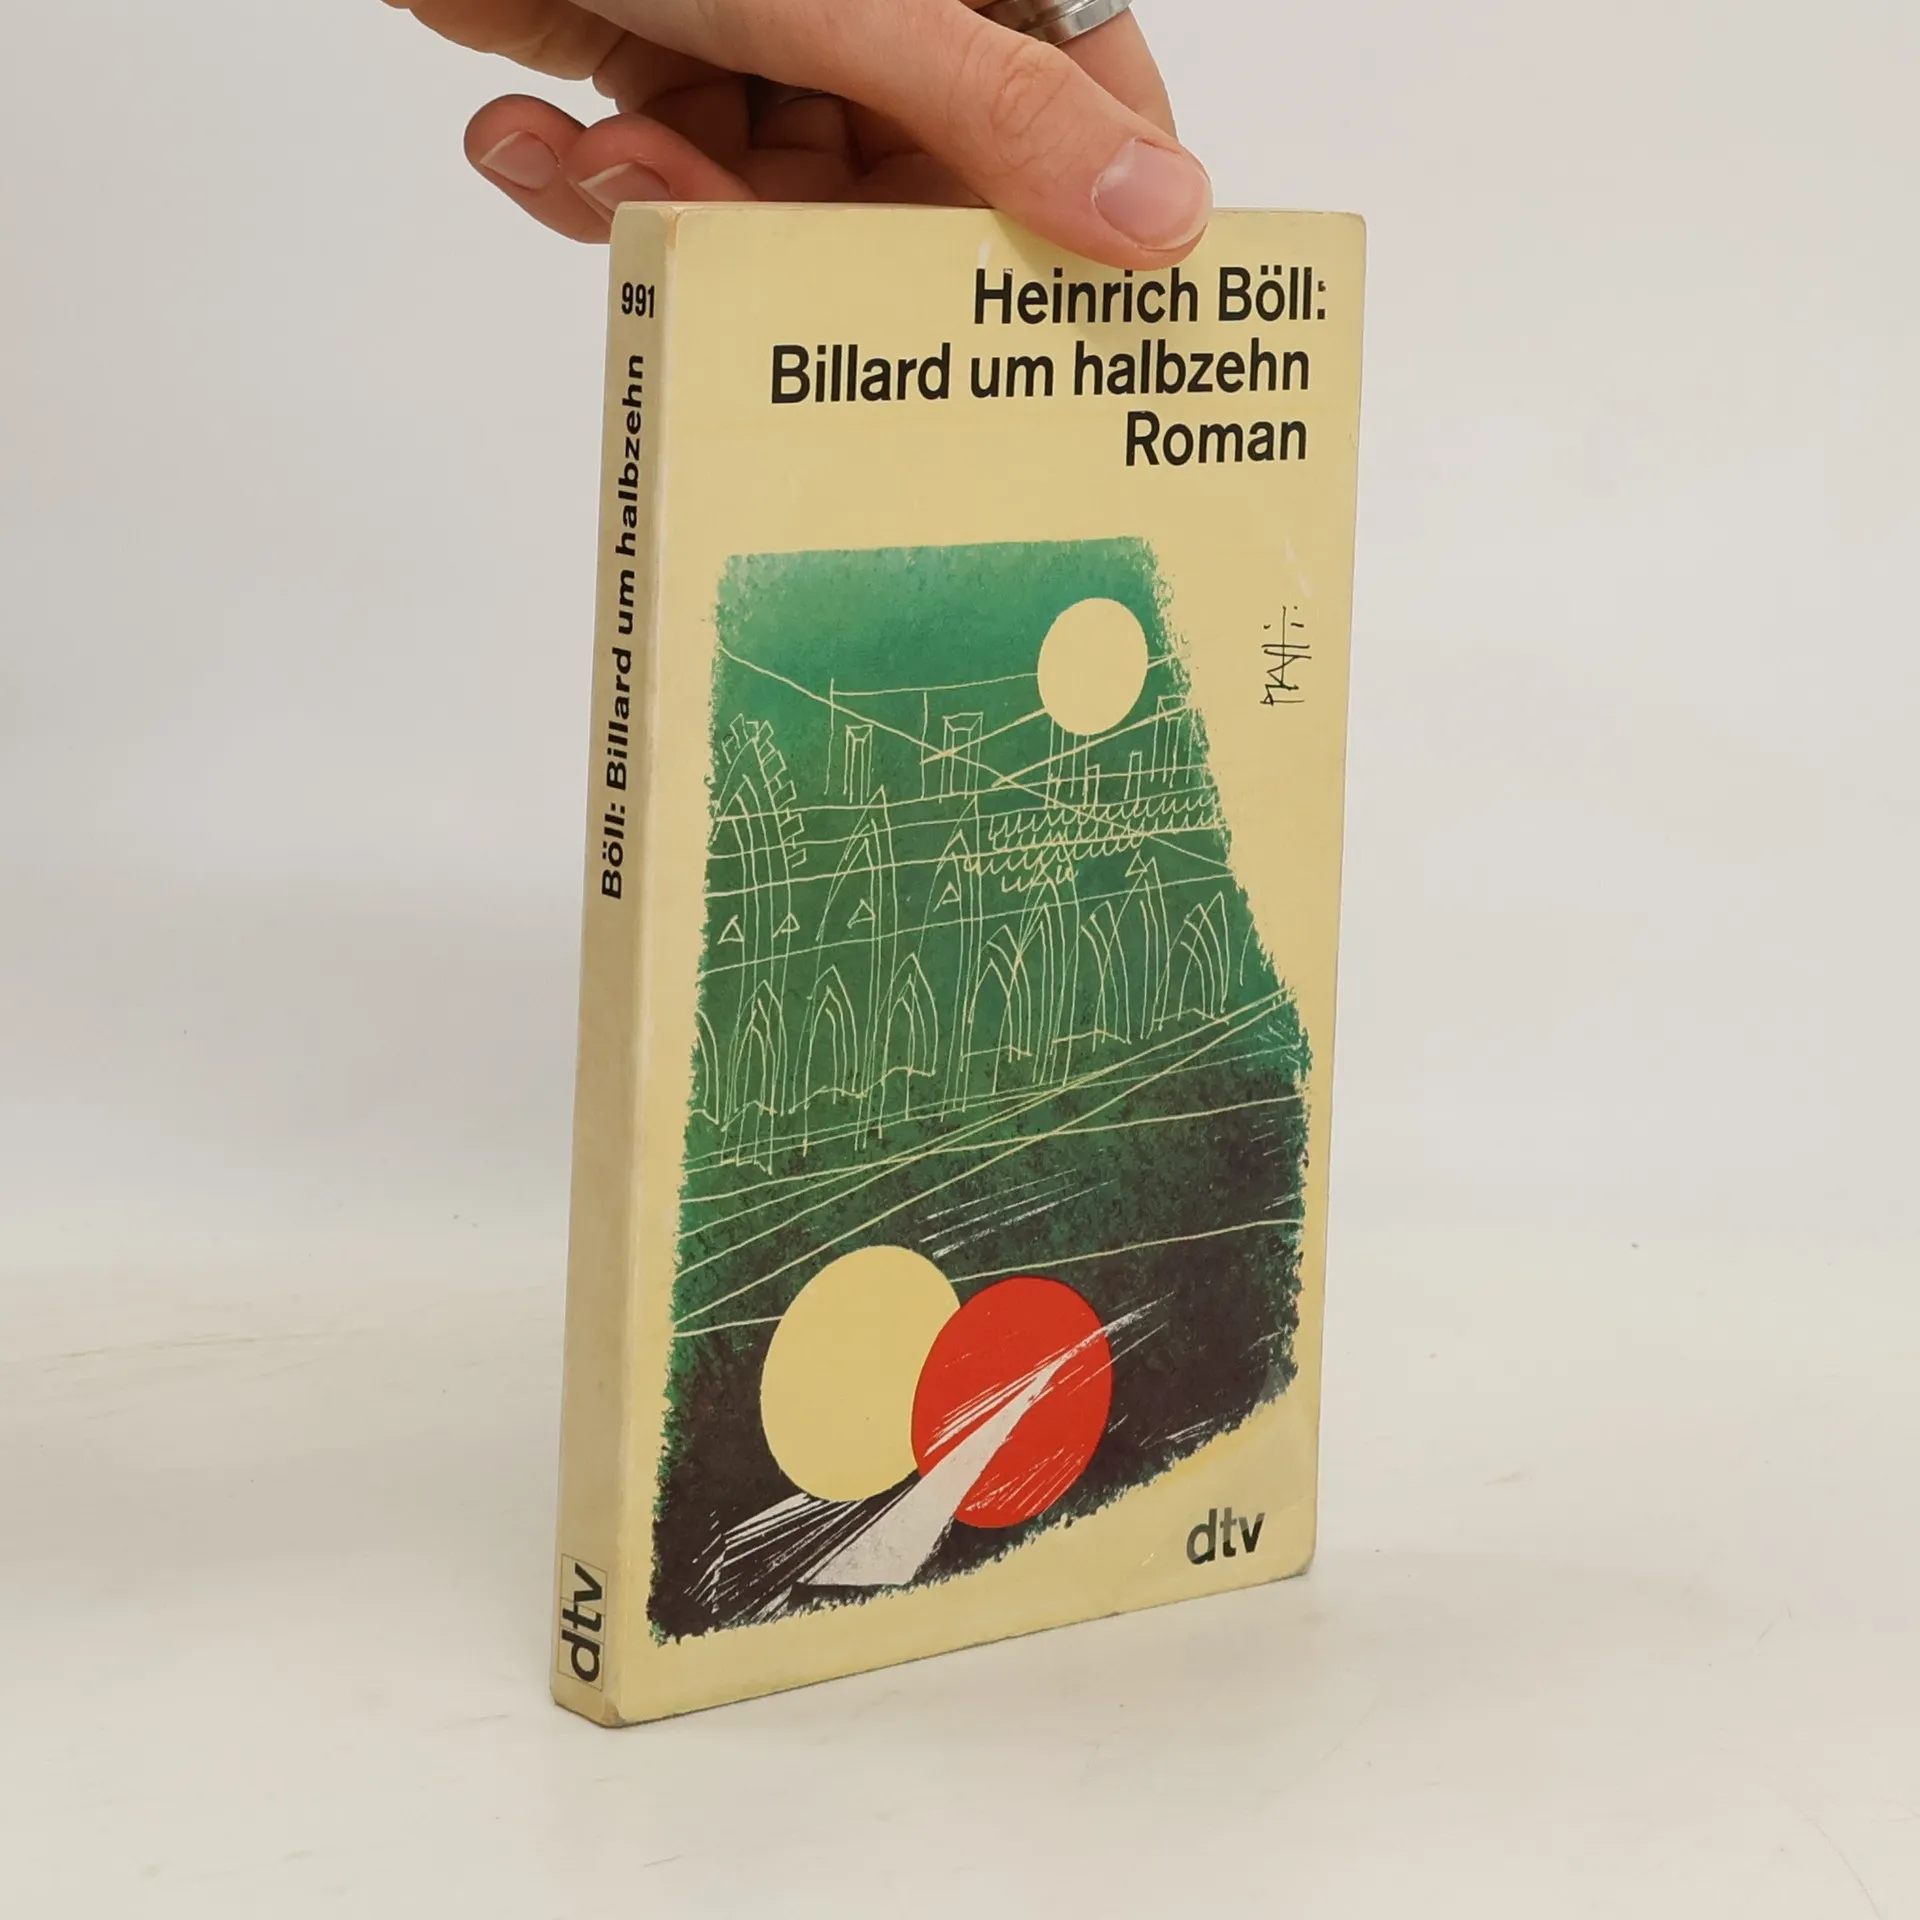 Heinrich Böll:
Billard um halbzehn
Roman
dtv
991
Böll: Billard um halbzehn
dtv